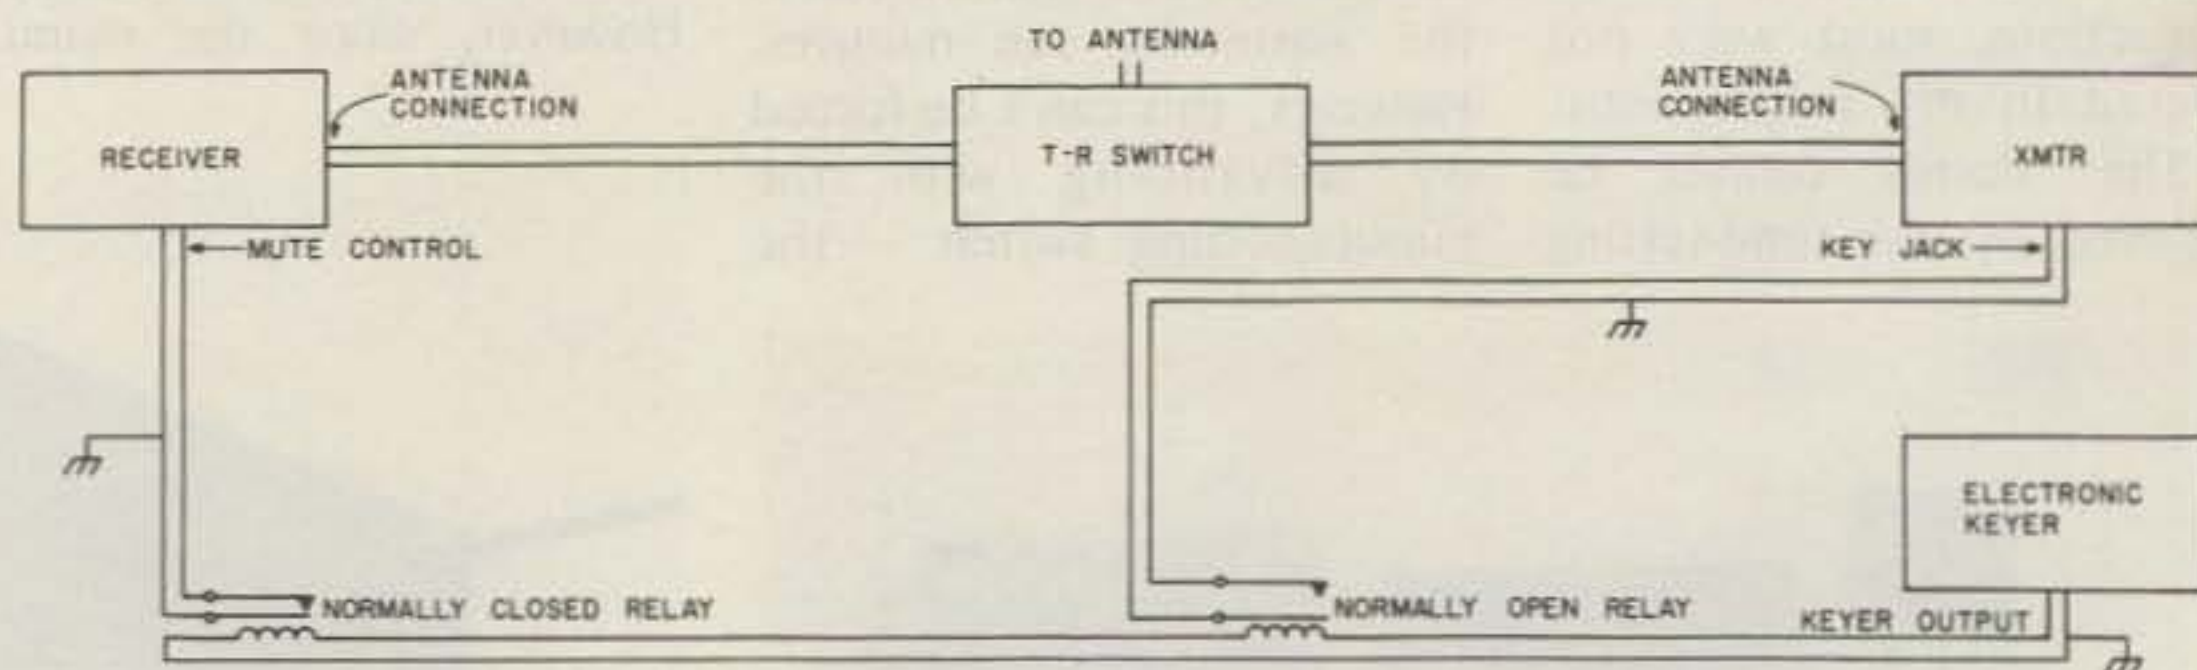 TO ANTENNA
ANTENNA
CONNECTION
ANTENNA
CONNECTION
RECEIVER
T-R SWITCH
XMTR
MUTE CONTROL
KEY JACK
ELECTRONIC
KEYER
NORMALLY CLOSED RELAY
NORMALLY OPEN RELAY
KEYER OUTPUT